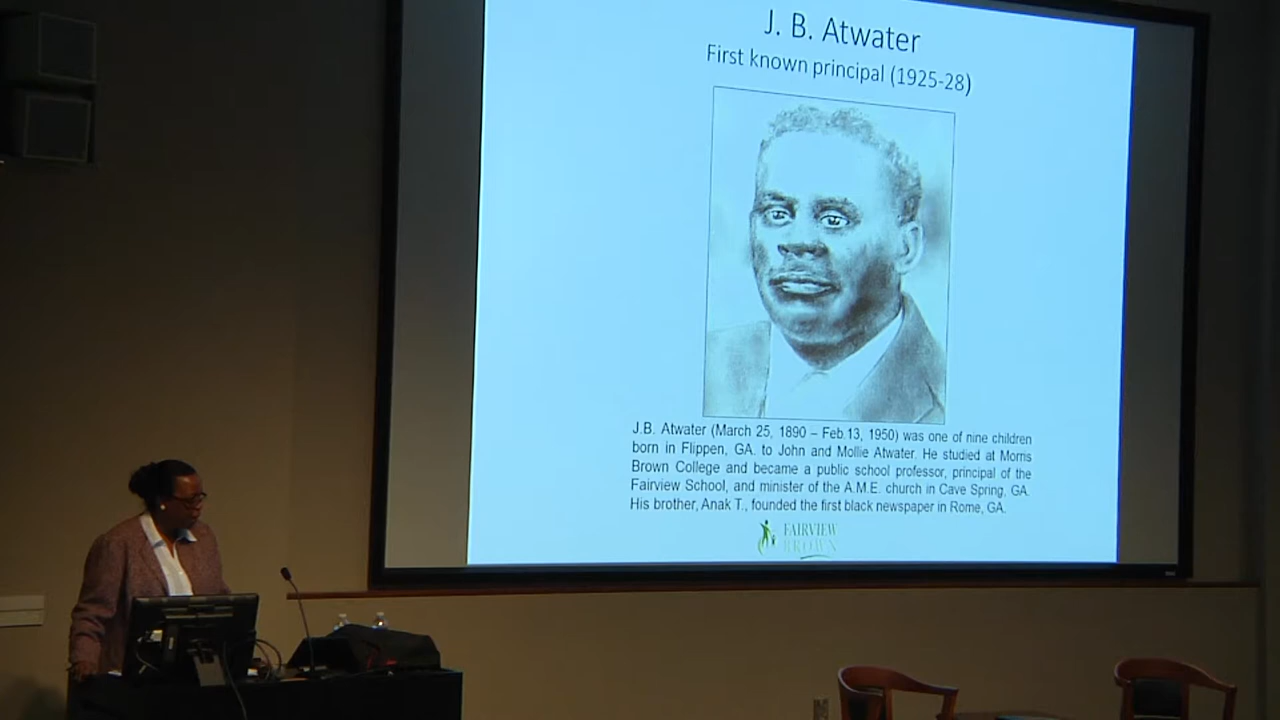 J. B. Atwater
First known principal (1925-28)
J.B. Atwater (March 25, 1890 – Feb.13, 1950) was one of nine children
born in Flippen, GA. to John and Mollie Atwater. He studied at Morris
Brown College and became a public school professor, principal of the
Fairview School, and minister of the A.M.E. church in Cave Spring, GA.
His brother, Anak T., founded the first black newspaper in Rome, GA.
FAIRVIEW
BROWN